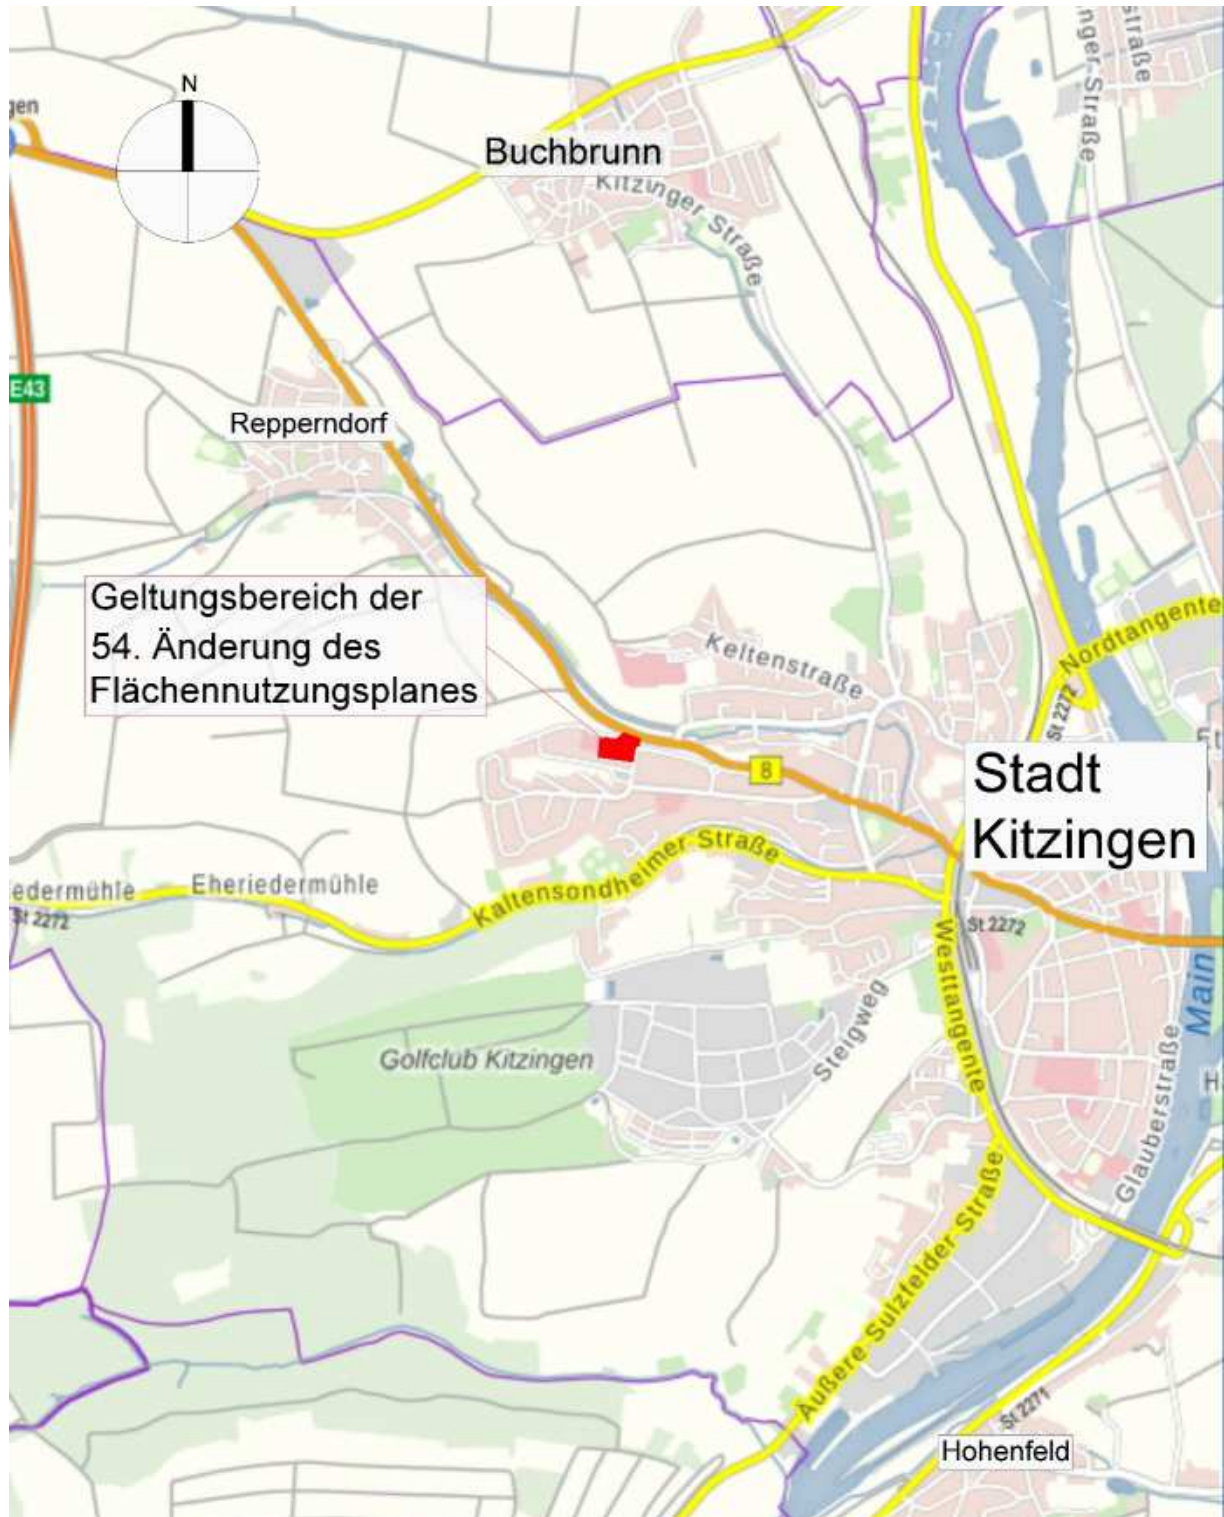 N
Buchbrunn
Kitzinger Straße
E43
Repperndorf
Geltungsbereich der
54. Änderung des
Flächennutzungsplanes
Keltenstraße
Nordtangente
St 2272
8
Stadt
Kitzingen
Kaltensondheimer Straße
Eheriedermühle
edermühle
St 2272
St 2272
Westtangente
Main
Steigweg
Golfclub Kitzingen
Glauberstraße
Äußere Sulzfelder Straße
St 2271
Hohenfeld